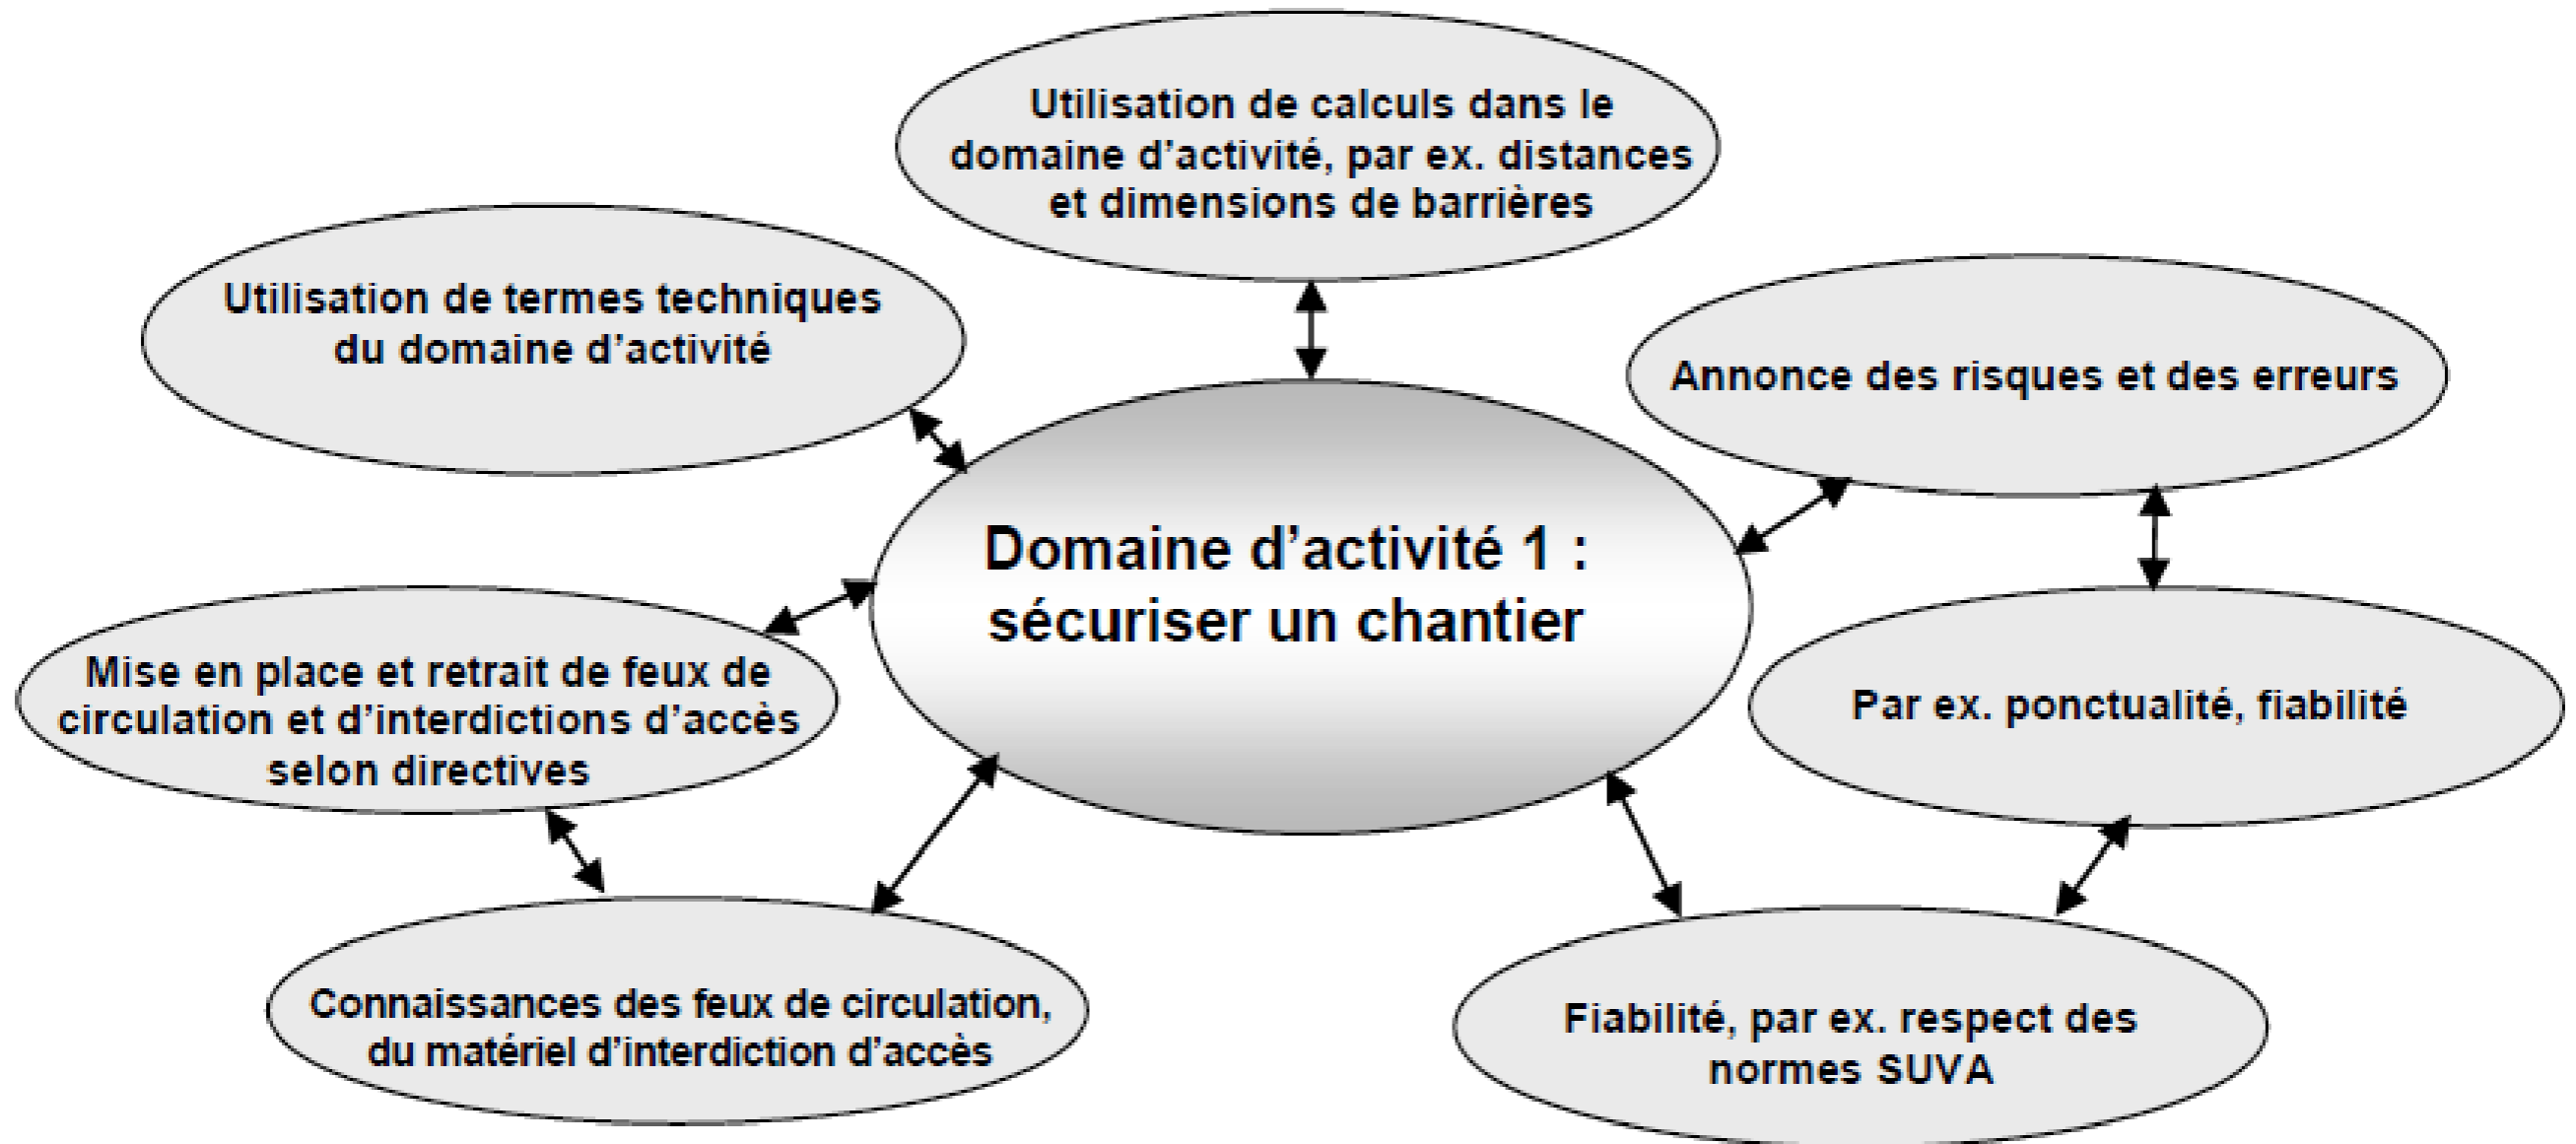 Utilisation de calculs dans le
domaine d’activité, par ex. distances
et dimensions de barrières
Utilisation de termes techniques
du domaine d’activité
Annonce des risques et des erreurs
Domaine d’activité 1 :
sécuriser un chantier
Mise en place et retrait de feux de
circulation et d’interdictions d’accès
selon directives
Par ex. ponctualité, fiabilité
Connaissances des feux de circulation,
du matériel d’interdiction d’accès
Fiabilité, par ex. respect des
normes SUVA